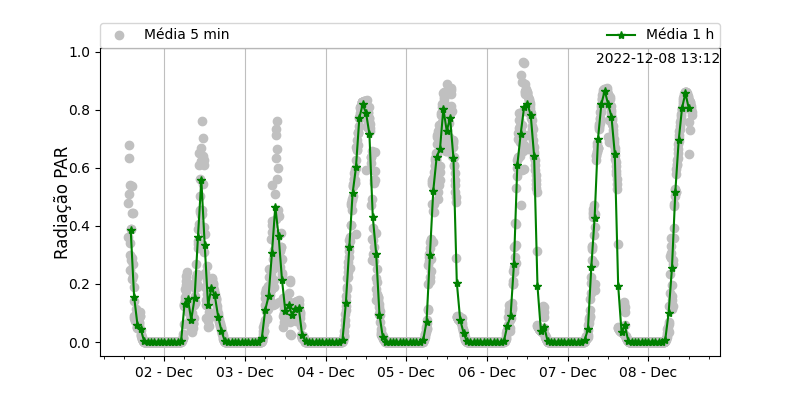 Média 5 min
Média 1 h
2022-12-08 13:12
Radiação PAR
1.0
0.8
0.6
0.4
0.2
0.0
02 - Dec
03 - Dec
04 - Dec
05 - Dec
06 - Dec
07 - Dec
08 - Dec